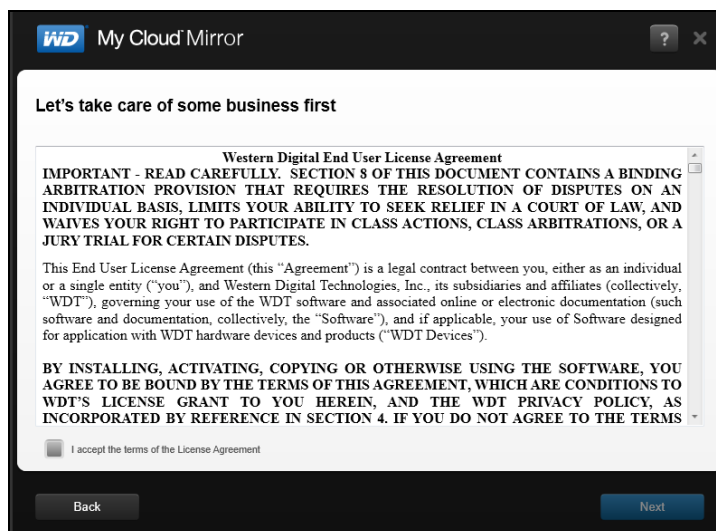 WD My Cloud Mirror
?
Let's take care of some business first
Western Digital End User License Agreement
IMPORTANT - READ CAREFULLY. SECTION 8 OF THIS DOCUMENT CONTAINS A BINDING
ARBITRATION PROVISION THAT REQUIRES THE RESOLUTION OF DISPUTES ON AN
INDIVIDUAL BASIS, LIMITS YOUR ABILITY TO SEEK RELIEF IN A COURT OF LAW, AND
WAIVES YOUR RIGHT TO PARTICIPATE IN CLASS ACTIONS, CLASS ARBITRATIONS, OR A
JURY TRIAL FOR CERTAIN DISPUTES.
This End User License Agreement (this “Agreement”) is a legal contract between you, either as an individual
or a single entity (“you”), and Western Digital Technologies, Inc., its subsidiaries and affiliates (collectively,
“WDT”), governing your use of the WDT software and associated online or electronic documentation (such
software and documentation, collectively, the “Software”), and if applicable, your use of Software designed
for application with WDT hardware devices and products (“WDT Devices”).
BY INSTALLING, ACTIVATING, COPYING OR OTHERWISE USING THE SOFTWARE, YOU
AGREE TO BE BOUND BY THE TERMS OF THIS AGREEMENT, WHICH ARE CONDITIONS TO
WDT’S LICENSE GRANT TO YOU HEREIN, AND THE WDT PRIVACY POLICY, AS
INCORPORATED BY REFERENCE IN SECTION 4. IF YOU DO NOT AGREE TO THE TERMS
I accept the terms of the License Agreement
Back
Next